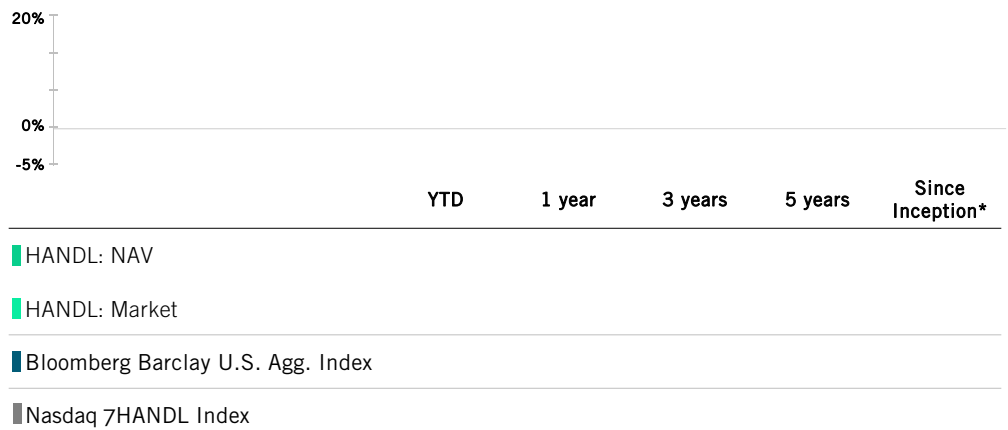 20%
0%
-5%
YTD 1 year 3 years 5 years Since Inception*
HANDL: NAV
HANDL: Market
Bloomberg Barclay U.S. Agg. Index
Nasdaq 7HANDL Index